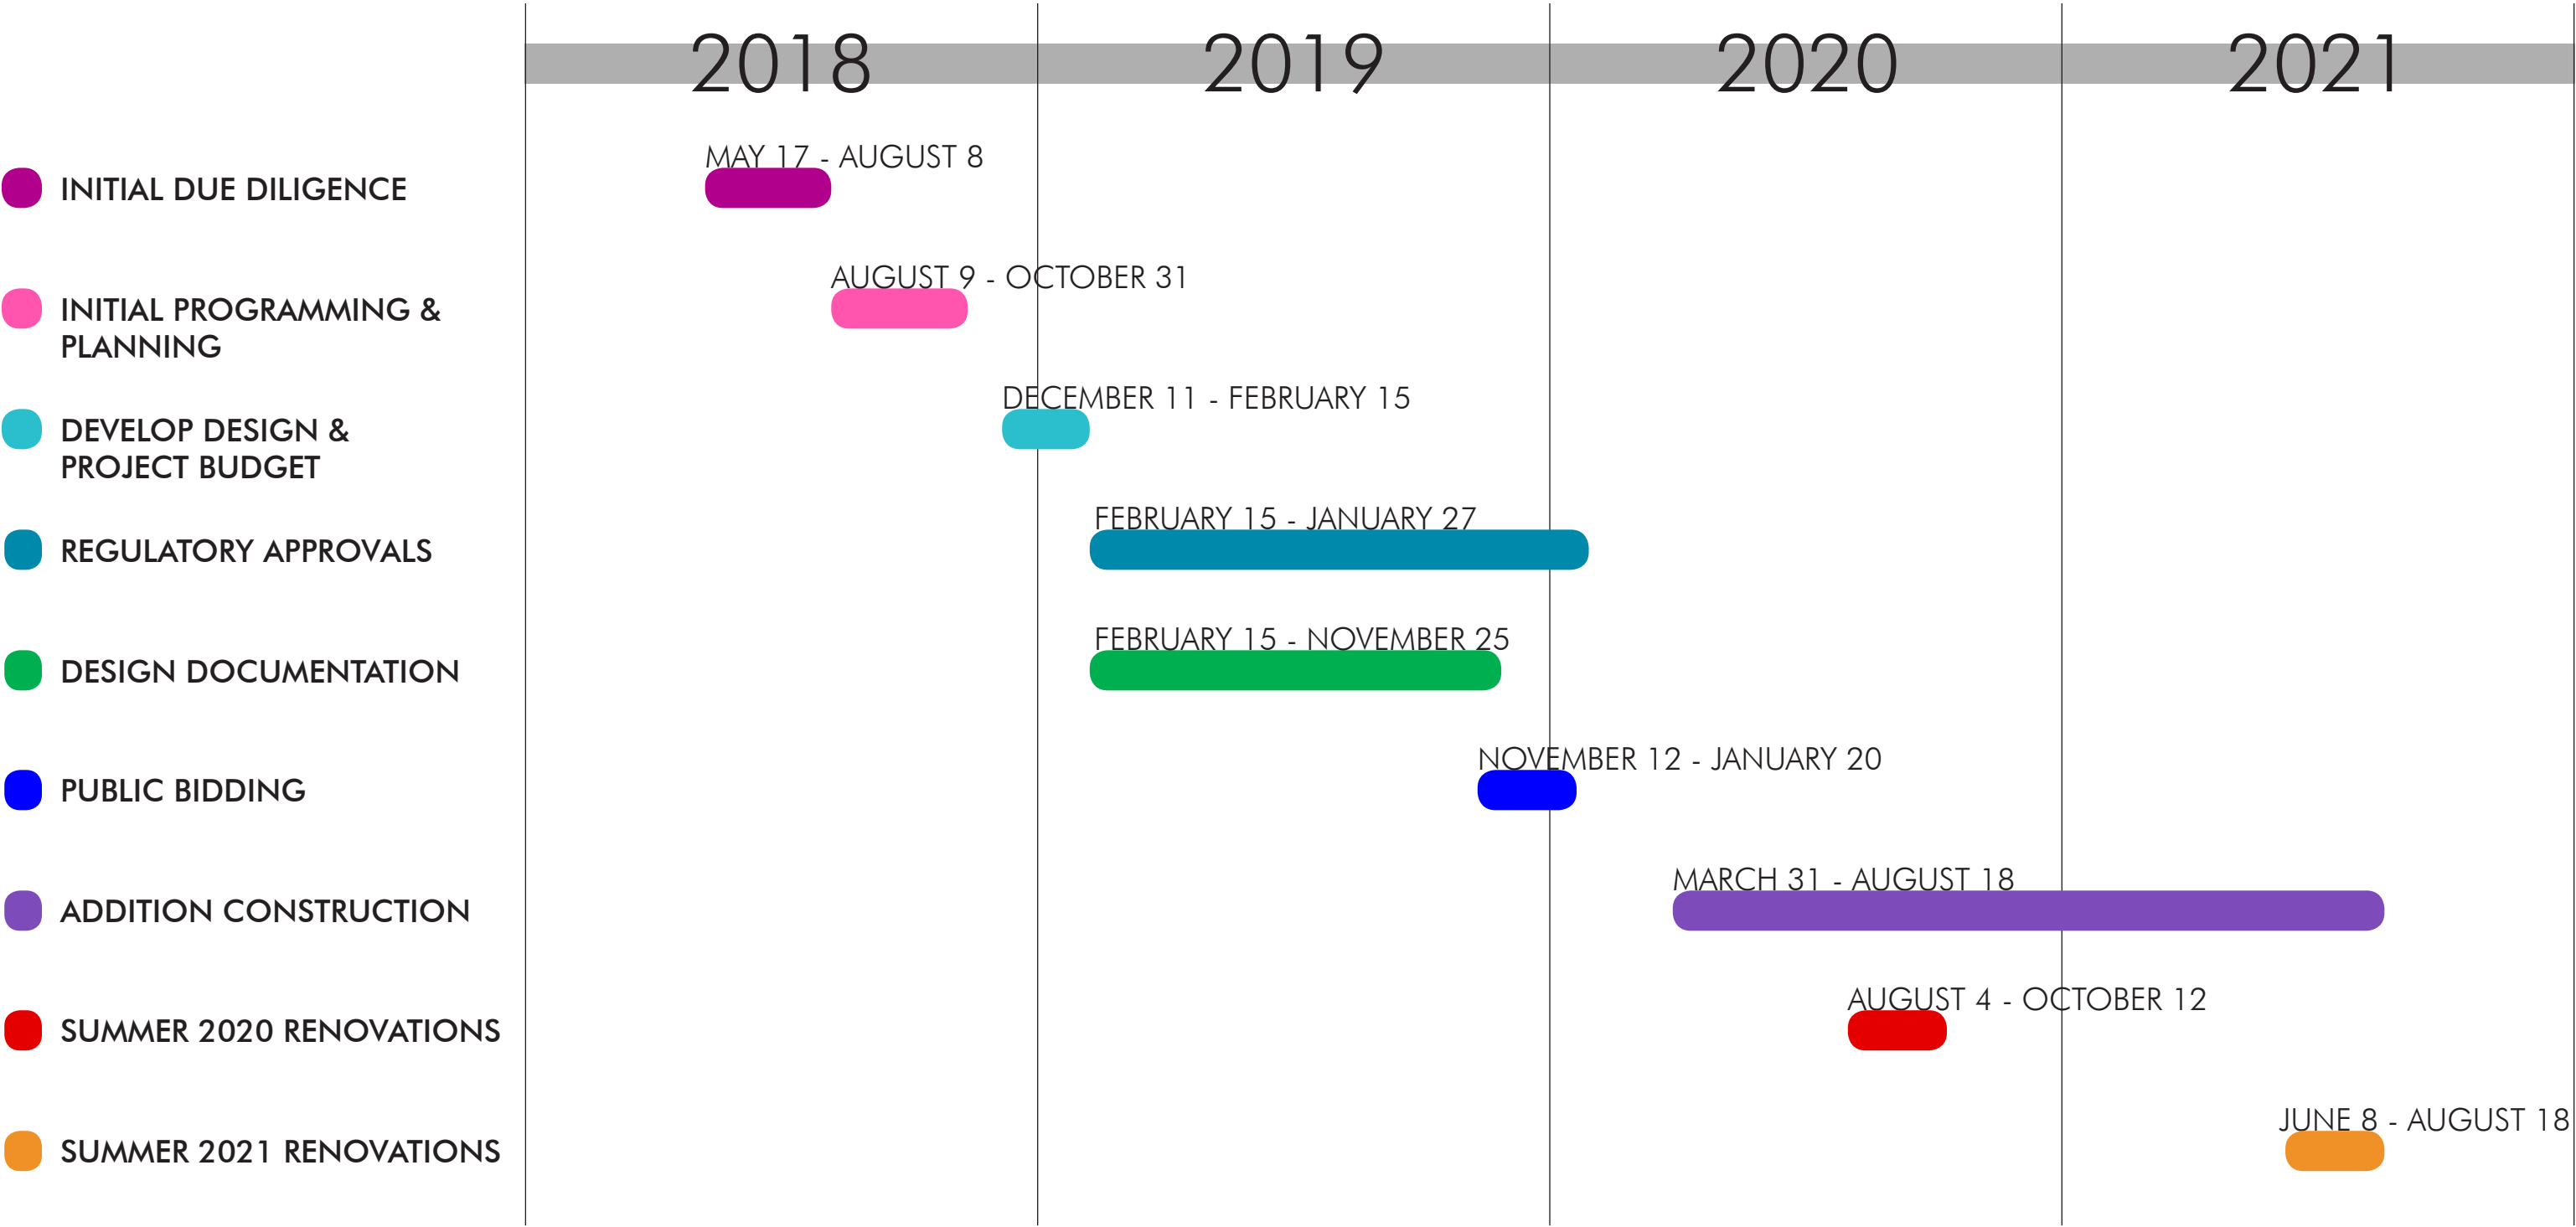 2018 2019 2020 2021
MAY 17 - AUGUST 8
INITIAL DUE DILIGENCE
AUGUST 9 - OCTOBER 31
INITIAL PROGRAMMING &
PLANNING
DECEMBER 11 - FEBRUARY 15
DEVELOP DESIGN &
PROJECT BUDGET
FEBRUARY 15 - JANUARY 27
REGULATORY APPROVALS
FEBRUARY 15 - NOVEMBER 25
DESIGN DOCUMENTATION
NOVEMBER 12 - JANUARY 20
PUBLIC BIDDING
MARCH 31 - AUGUST 18
ADDITION CONSTRUCTION
AUGUST 4 - OCTOBER 12
SUMMER 2020 RENOVATIONS
JUNE 8 - AUGUST 18
SUMMER 2021 RENOVATIONS